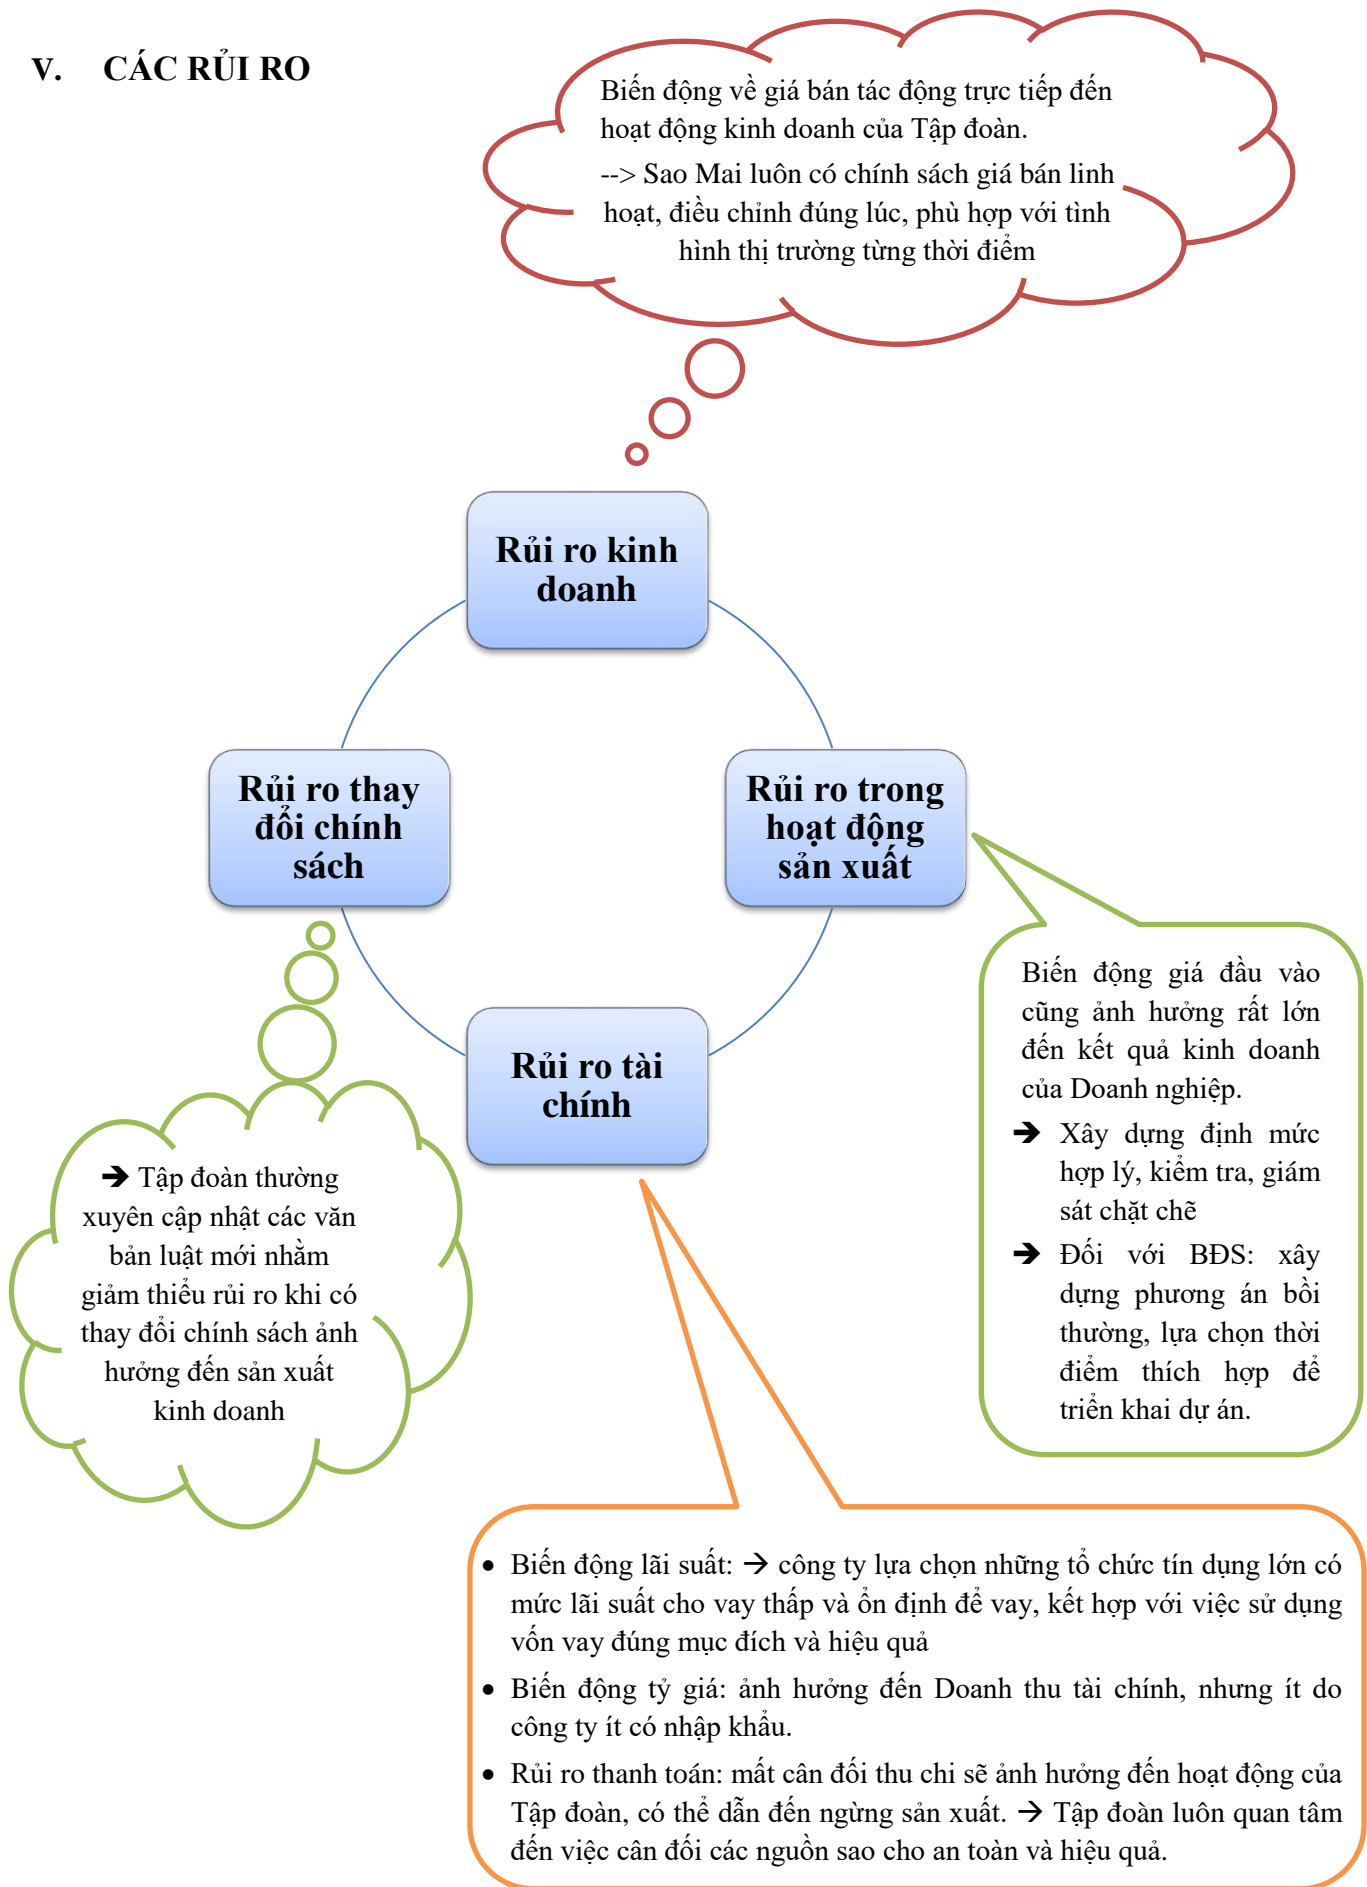 V. CÁC RỦI RO
Biến động về giá bán tác động trực tiếp đến
hoạt động kinh doanh của Tập đoàn.
--> Sao Mai luôn có chính sách giá bán linh
hoạt, điều chỉnh đúng lúc, phù hợp với tình
hình thị trường từng thời điểm
Rủi ro kinh
doanh
Rủi ro thay
đổi chính
sách
Rủi ro trong
hoạt động
sản xuất
Rủi ro tài
chính
Biến động giá đầu vào
cũng ảnh hưởng rất lớn
đến kết quả kinh doanh
của Doanh nghiệp.
➔ Xây dựng định mức
hợp lý, kiểm tra, giám
sát chặt chẽ
➔ Đối với BĐS: xây
dựng phương án bồi
thường, lựa chọn thời
điểm thích hợp để
triển khai dự án.
➔ Tập đoàn thường
xuyên cập nhật các văn
bản luật mới nhằm
giảm thiểu rủi ro khi có
thay đổi chính sách ảnh
hưởng đến sản xuất
kinh doanh
• Biến động lãi suất: → công ty lựa chọn những tổ chức tín dụng lớn có
mức lãi suất cho vay thấp và ổn định để vay, kết hợp với việc sử dụng
vốn vay đúng mục đích và hiệu quả
• Biến động tỷ giá: ảnh hưởng đến Doanh thu tài chính, nhưng ít do
công ty ít có nhập khẩu.
• Rủi ro thanh toán: mất cân đối thu chi sẽ ảnh hưởng đến hoạt động của
Tập đoàn, có thể dẫn đến ngừng sản xuất. → Tập đoàn luôn quan tâm
đến việc cân đối các nguồn sao cho an toàn và hiệu quả.